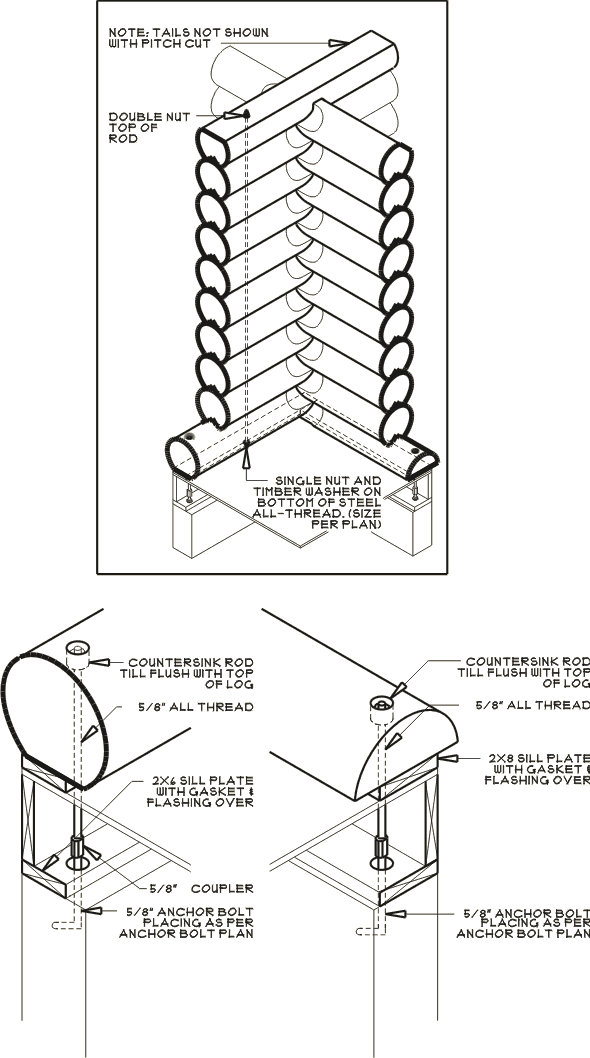 NOTE: TAILS NOT SHOWN
WITH PITCH CUT
DOUBLE NUT
TOP OF
ROD
SINGLE NUT AND
TIMBER WASHER ON
BOTTOM OF STEEL
ALL-THREAD. (SIZE
PER PLAN)
COUNTERSINK ROD
TILL FLUSH WITH TOP
OF LOG
5/8" ALL THREAD
2X6 SILL PLATE
WITH GASKET &
FLASHING OVER
5/8" COUPLER
5/8" ANCHOR BOLT
PLACING AS PER
ANCHOR BOLT PLAN
COUNTERSINK ROD
TILL FLUSH WITH TOP
OF LOG
5/8" ALL THREAD
2X8 SILL PLATE
WITH GASKET &
FLASHING OVER
5/8" ANCHOR BOLT
PLACING AS PER
ANCHOR BOLT PLAN